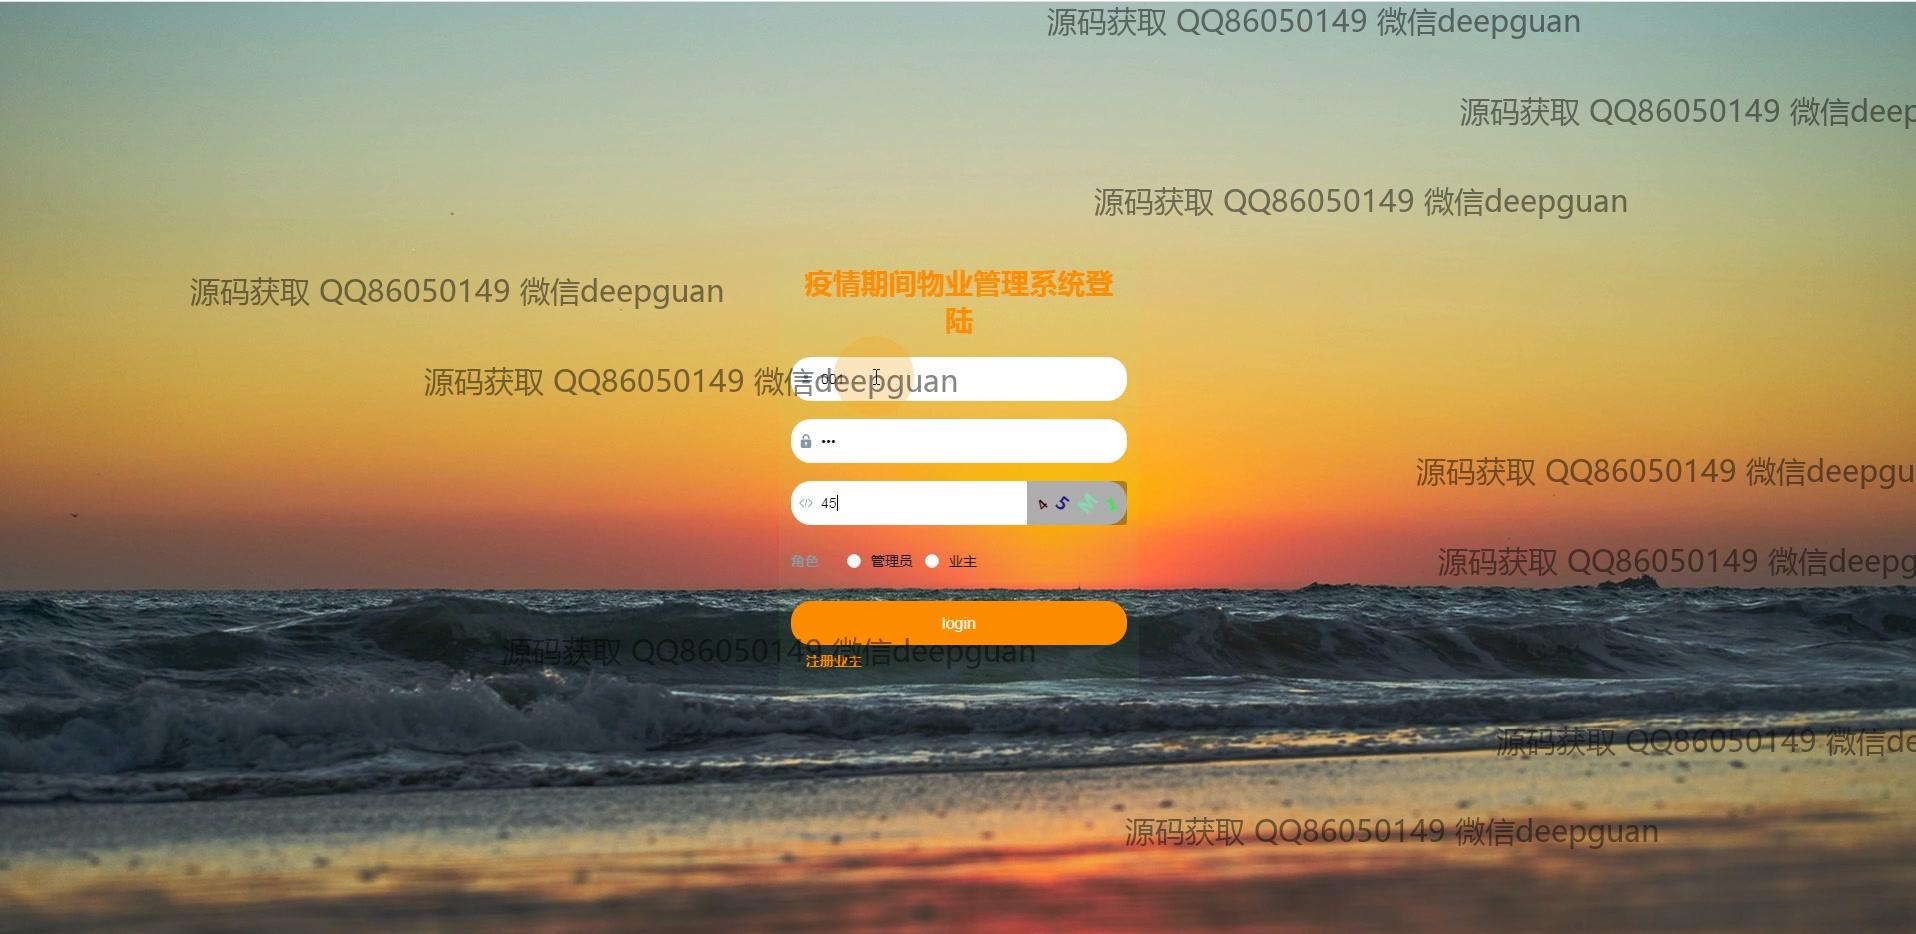 源码获取 QQ86050149 微信deepguan
源码获取 QQ86050149 微信deep
源码获取 QQ86050149 微信deepguan
源码获取 QQ86050149 微信deepguan
疫情期间物业管理系统登
陆
源码获取 QQ86050149 微信deepguan
001
•••
源码获取 QQ86050149 微信deepgu
45
4 5 M 1
角色 管理员 业主
源码获取 QQ86050149 微信deepg
login
源码获取 QQ86050149 微信deepguan
注册业主
源码获取 QQ86050149 微信de
源码获取 QQ86050149 微信deepguan